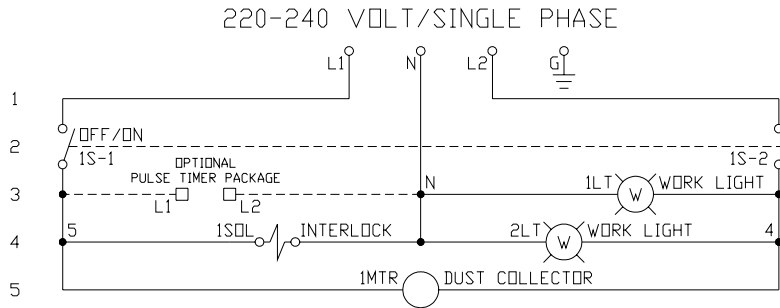 220-240 VOLT/SINGLE PHASE
L1 N L2 G
1
OFF/ON
2
1S-1 1S-2
OPTIONAL
PULSE TIMER PACKAGE
N 1LT W WORK LIGHT
3
L1 L2
5 1SOL INTERLOCK 2LT W WORK LIGHT 4
4
1MTR DUST COLLECTOR
5